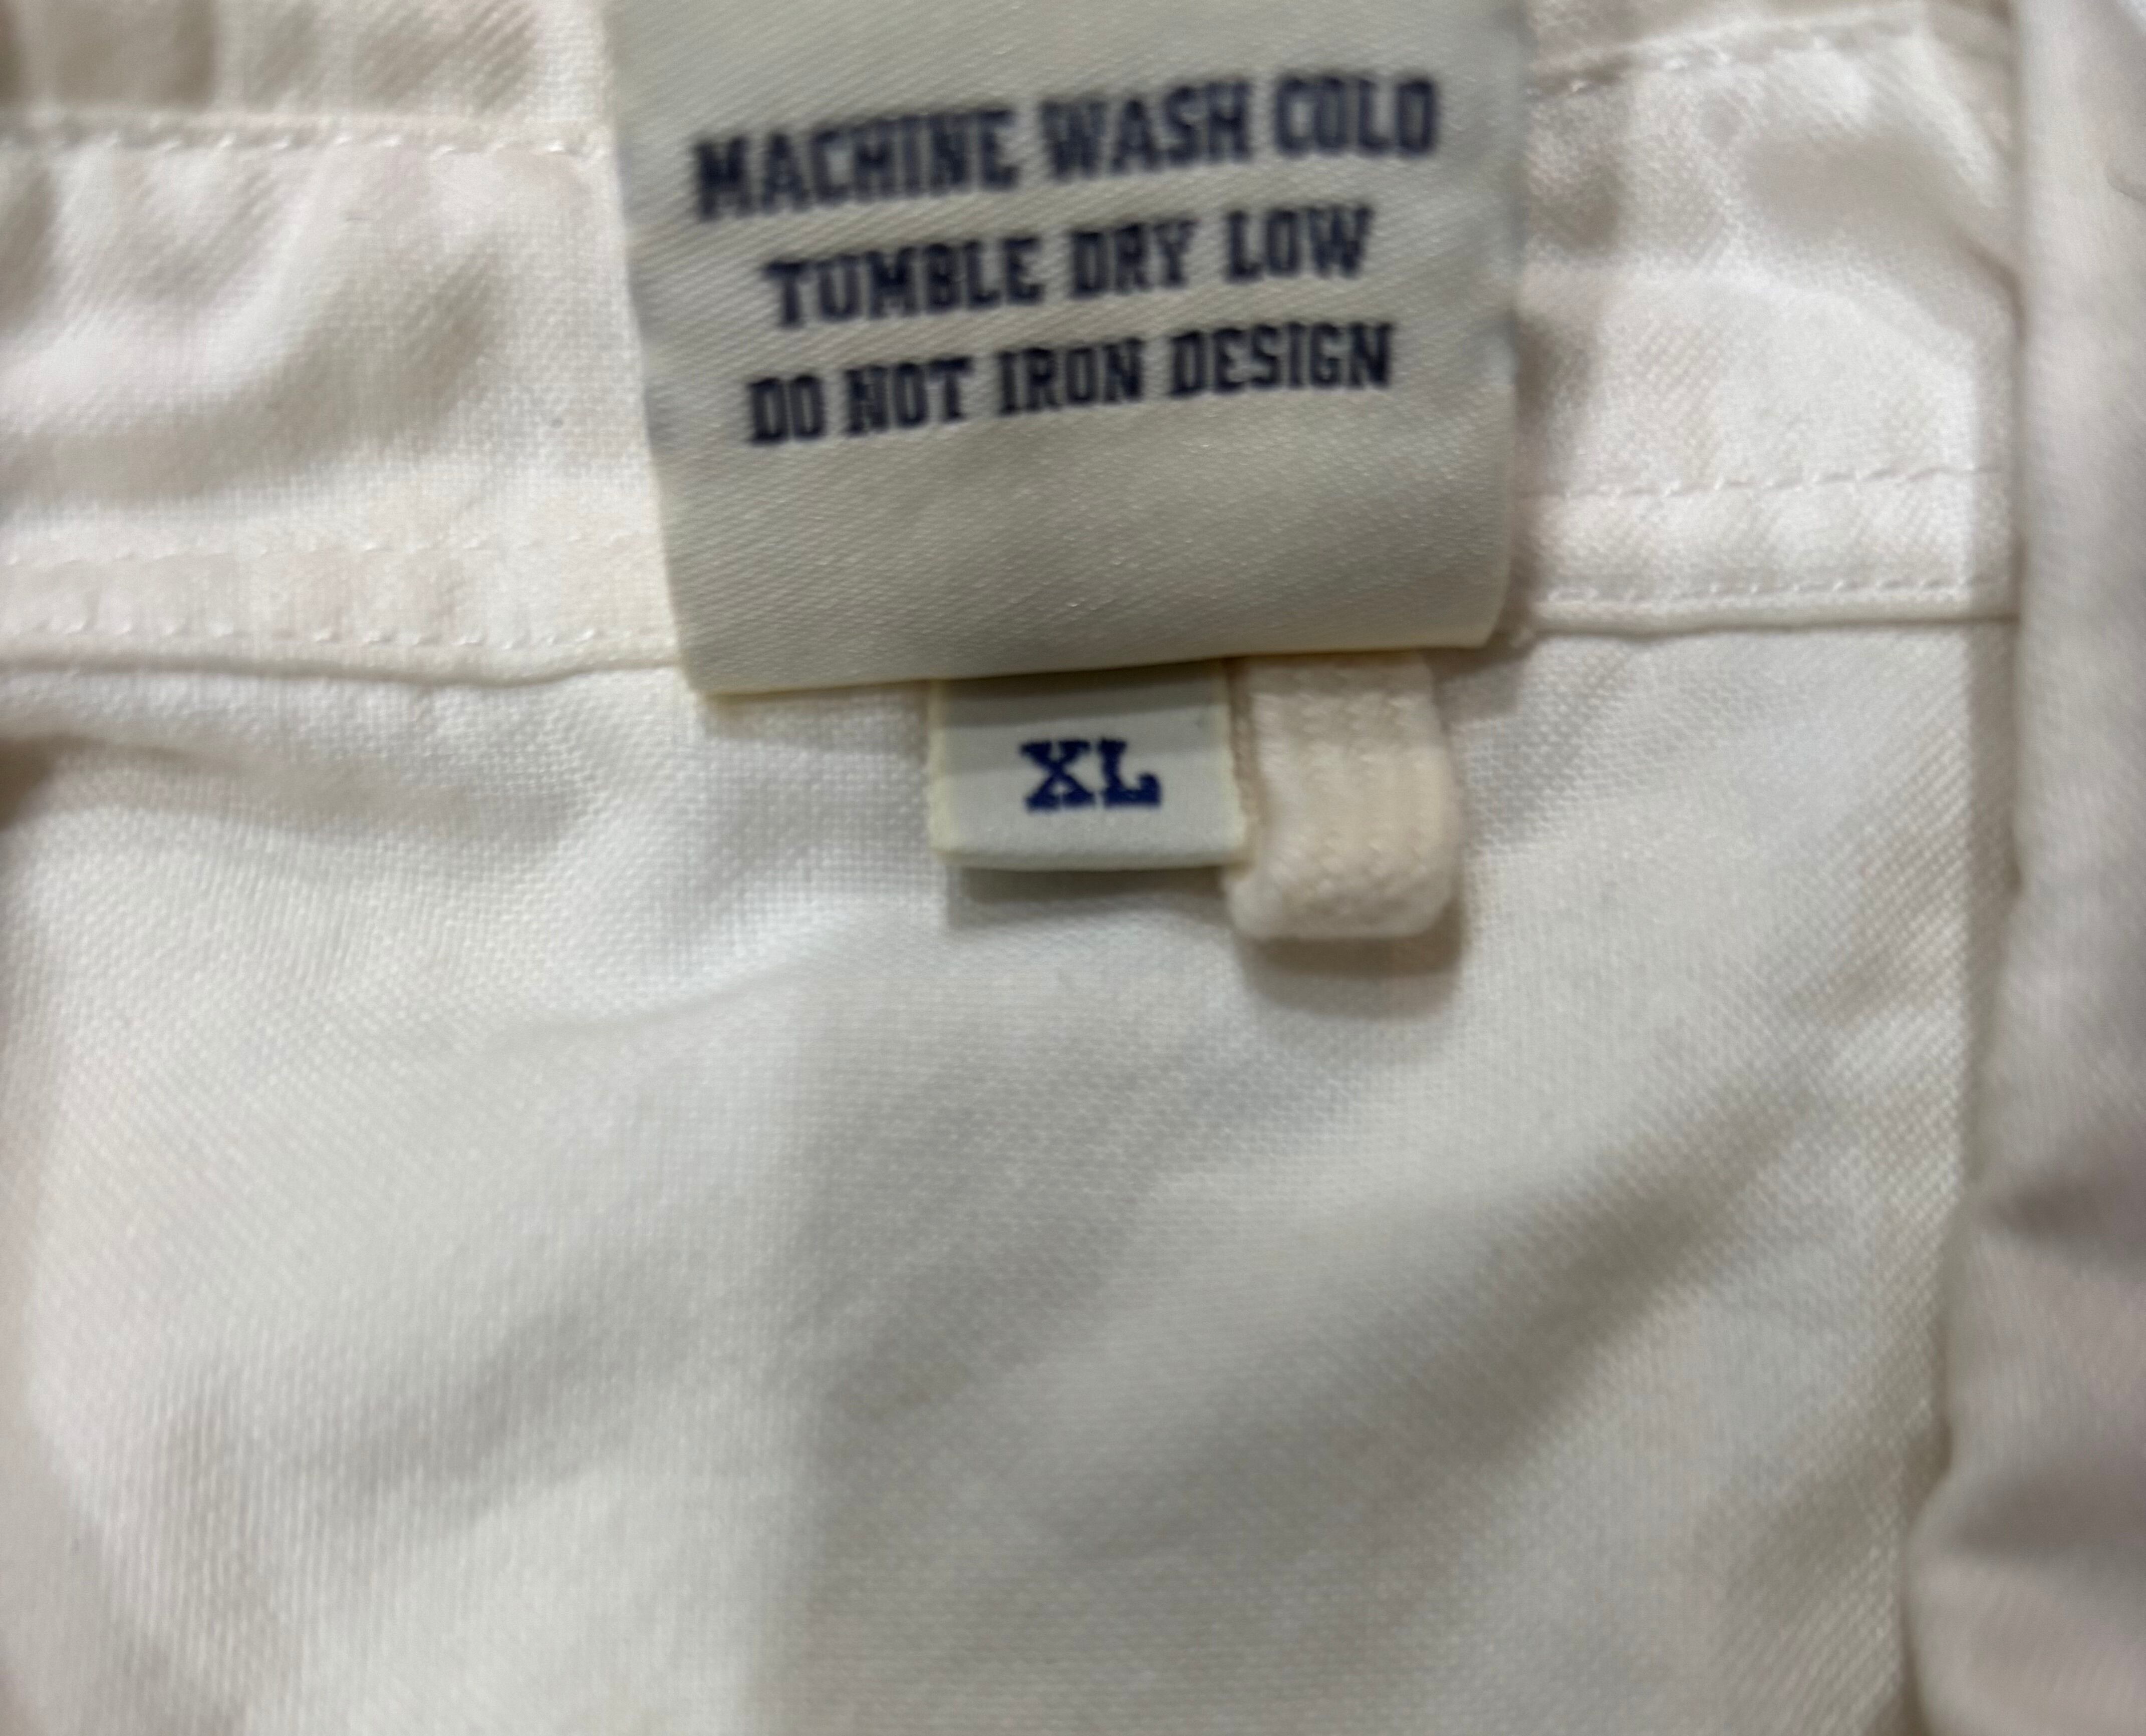 MACHINE WASH COLD
TUMBLE DRY LOW
DO NOT IRON DESIGN
XL